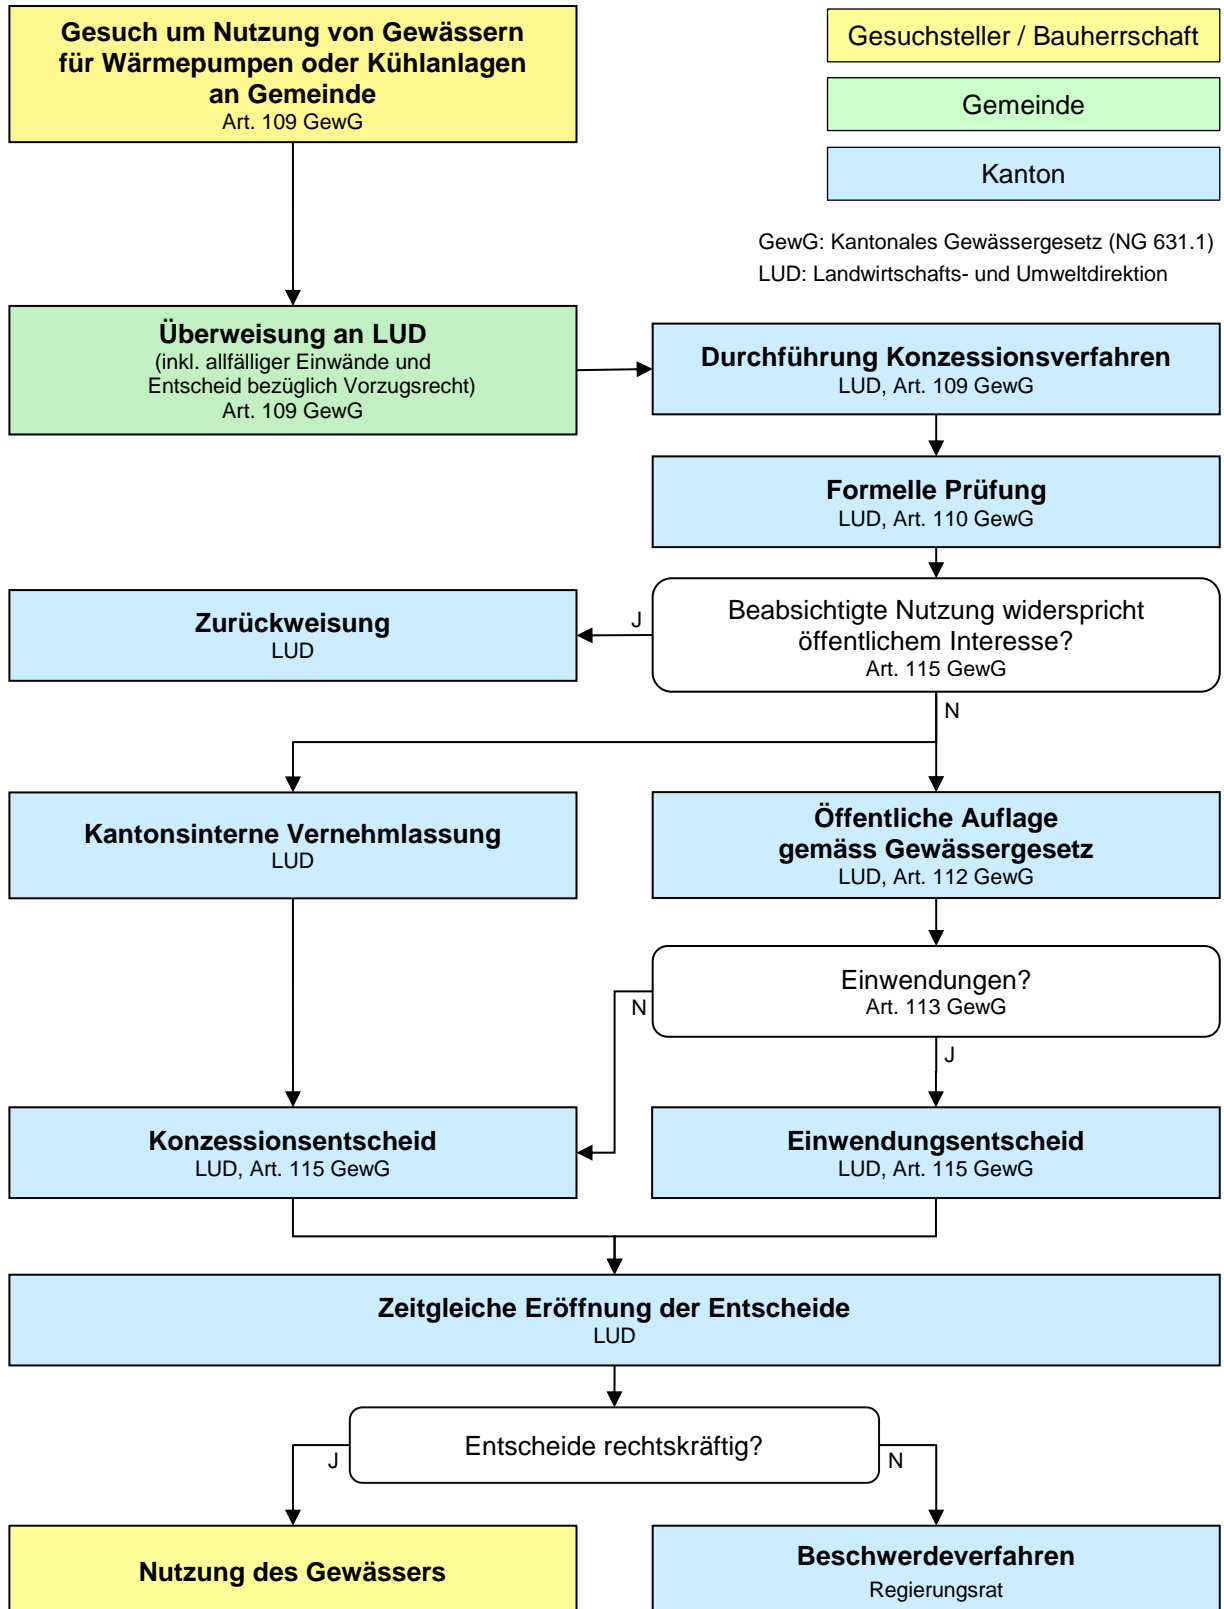 Gesuch um Nutzung von Gewässern
für Wärmepumpen oder Kühlanlagen
an Gemeinde
Art. 109 GewG
Gesuchsteller / Bauherrschaft
Gemeinde
Kanton
GewG: Kantonales Gewässergesetz (NG 631.1)
LUD: Landwirtschafts- und Umweltdirektion
Überweisung an LUD
(inkl. allfälliger Einwände und
Entscheid bezüglich Vorzugsrecht)
Art. 109 GewG
Durchführung Konzessionsverfahren
LUD, Art. 109 GewG
Formelle Prüfung
LUD, Art. 110 GewG
Beabsichtigte Nutzung widerspricht
öffentlichem Interesse?
Art. 115 GewG
J
Zurückweisung
LUD
N
Kantonsinterne Vernehmlassung
LUD
Öffentliche Auflage
gemäss Gewässergesetz
LUD, Art. 112 GewG
Einwendungen?
Art. 113 GewG
N
J
Konzessionsentscheid
LUD, Art. 115 GewG
Einwendungsentscheid
LUD, Art. 115 GewG
Zeitgleiche Eröffnung der Entscheide
LUD
Entscheide rechtskräftig?
J
N
Nutzung des Gewässers
Beschwerdeverfahren
Regierungsrat